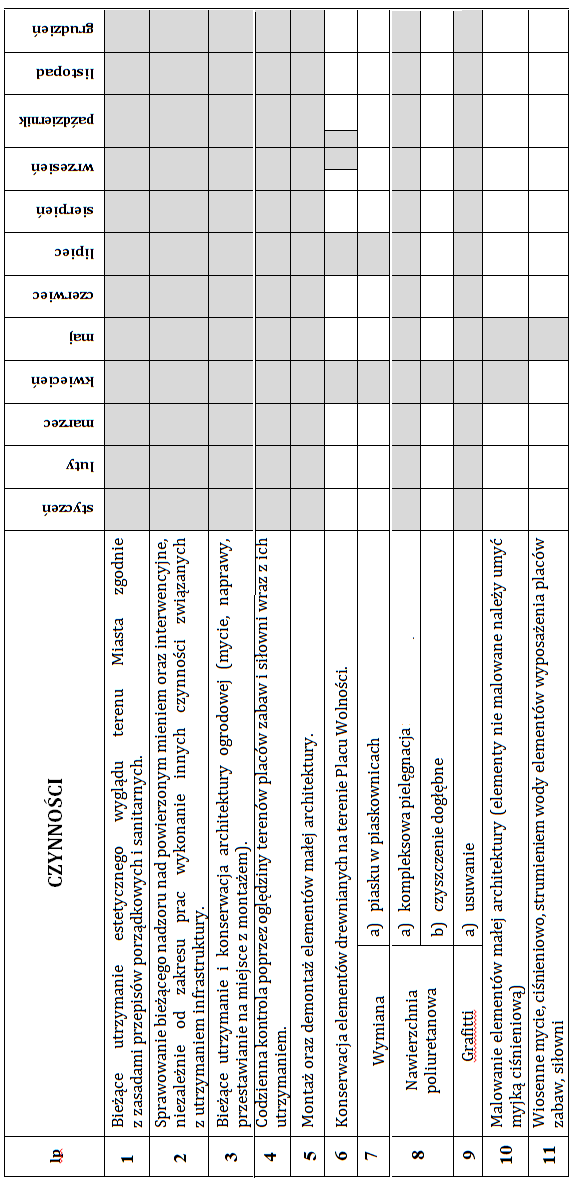 lp
CZYNNOŚCI
styczeń
luty
marzec
kwiecień
maj
czerwiec
lipiec
sierpień
wrzesień
październik
listopad
grudzień
1
Bieżące utrzymanie estetycznego wyglądu terenu Miasta zgodnie
z zasadami przepisów porządkowych i sanitarnych.
2
Sprawowanie bieżącego nadzoru nad powierzonym mieniem oraz interwencyjne,
niezależnie od zakresu prac wykonanie innych czynności związanych
z utrzymaniem infrastruktury.
3
Bieżące utrzymanie i konserwacja architektury ogrodowej (mycie, naprawy,
przestawianie na miejsce z montażem).
4
Codzienna kontrola poprzez oględziny terenów placów zabaw i siłowni wraz z ich
utrzymaniem.
5
Montaż oraz demontaż elementów małej architektury.
6
Konserwacja elementów drewnianych na terenie Placu Wolności.
7
Wymiana
a) piasku w piaskownicach
8
Nawierzchnia
poliuretanowa
a) kompleksowa pielęgnacja
b) czyszczenie dogłębne
9
Grafitti
a) usuwanie
10
Malowanie elementów małej architektury (elementy nie malowane należy umyć
myjką ciśnieniową)
11
Wiosenne mycie, ciśnieniowo, strumieniem wody elementów wyposażenia placów
zabaw, siłowni